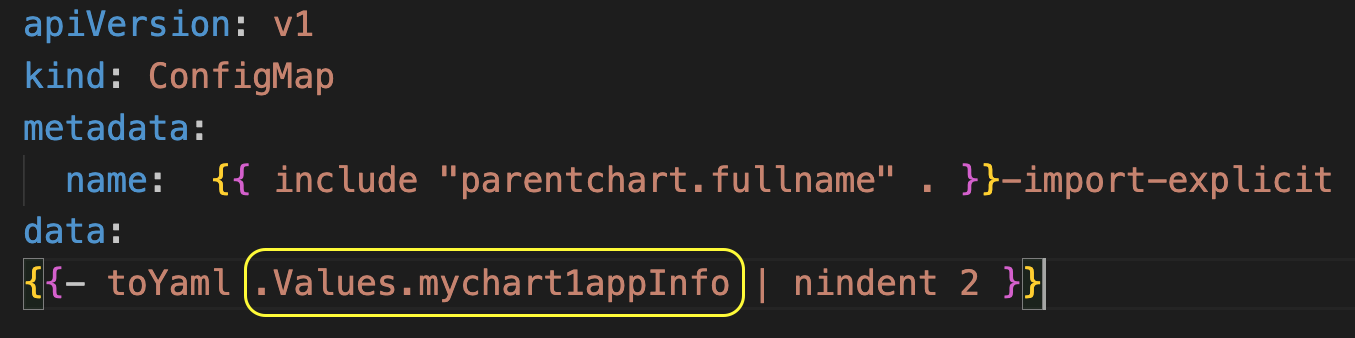 apiVersion: v1
kind: ConfigMap
metadata:
  name:  {{ include "parentchart.fullname" . }}-import-explicit
data:
{{- toYaml .Values.mychart1appInfo | nindent 2 }}